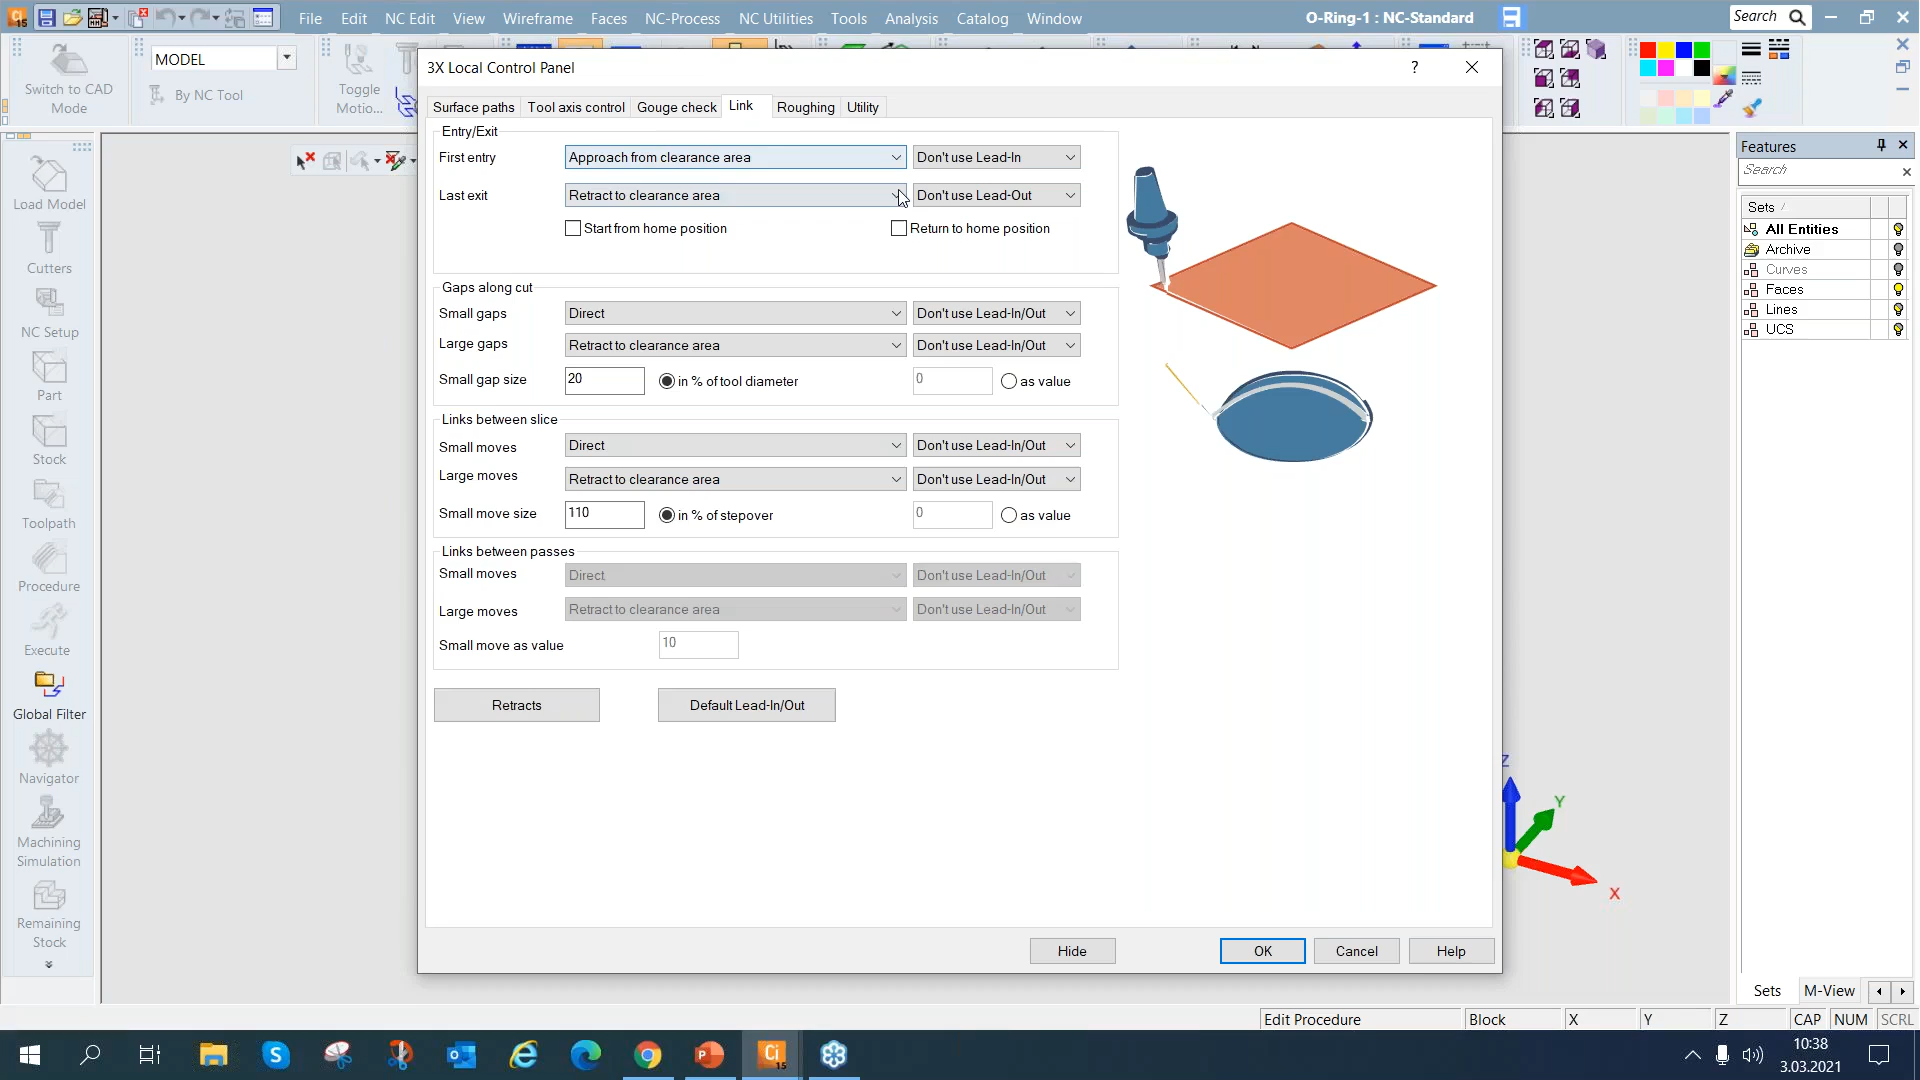 File Edit NC Edit View Wireframe Faces NC-Process NC Utilities Tools Analysis Catalog Window
O-Ring-1 : NC-Standard
Search
Switch to CAD
Mode
MODEL
By NC Tool
Toggle
Motio...
3X Local Control Panel
?
Surface paths Tool axis control Gouge check Link Roughing Utility
Entry/Exit
First entry Approach from clearance area Don't use Lead-In
Last exit Retract to clearance area Don't use Lead-Out
Start from home position Return to home position
Gaps along cut
Small gaps Direct Don't use Lead-In/Out
Large gaps Retract to clearance area Don't use Lead-In/Out
Small gap size 20 in % of tool diameter 0 as value
Links between slice
Small moves Direct Don't use Lead-In/Out
Large moves Retract to clearance area Don't use Lead-In/Out
Small move size 110 in % of stepover 0 as value
Links between passes
Small moves Direct Don't use Lead-In/Out
Large moves Retract to clearance area Don't use Lead-In/Out
Small move as value 10
Retracts Default Lead-In/Out
Hide OK Cancel Help
Load Model
Cutters
NC Setup
Part
Stock
Toolpath
Procedure
Execute
Global Filter
Navigator
Machining
Simulation
Remaining
Stock
Features
Search
Sets
All Entities
Archive
Curves
Faces
Lines
UCS
Z
Y
X
Sets M-View
Edit Procedure Block X Y Z CAP NUM SCRL
Ci
15
10:38
3.03.2021